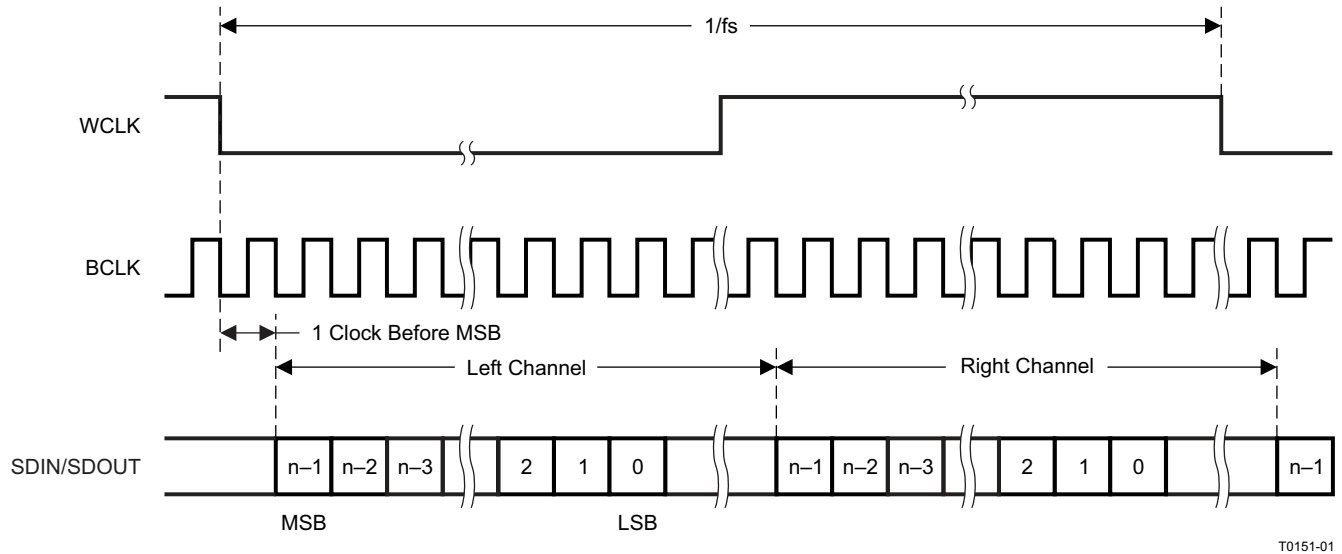 1/fs
WCLK
BCLK
1 Clock Before MSB
Left Channel
Right Channel
SDIN/SDOUT
n–1 n–2 n–3 2 1 0 n–1 n–2 n–3 2 1 0 n–1
MSB LSB
T0151-01